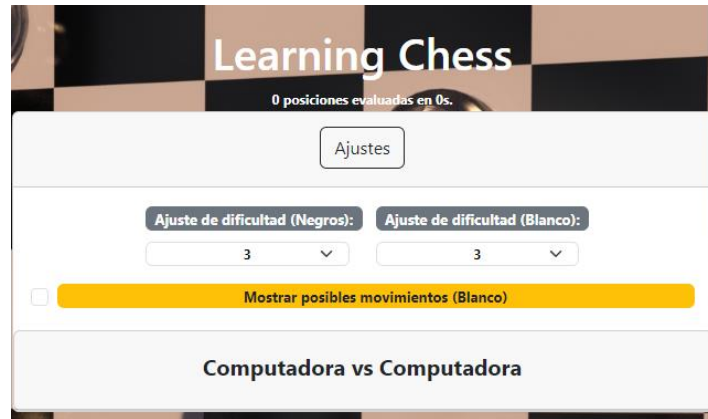 Learning Chess
0 posiciones evaluadas en 0s.
Ajustes
Ajuste de dificultad (Negros): Ajuste de dificultad (Blanco):
3 3
Mostrar posibles movimientos (Blanco)
Computadora vs Computadora